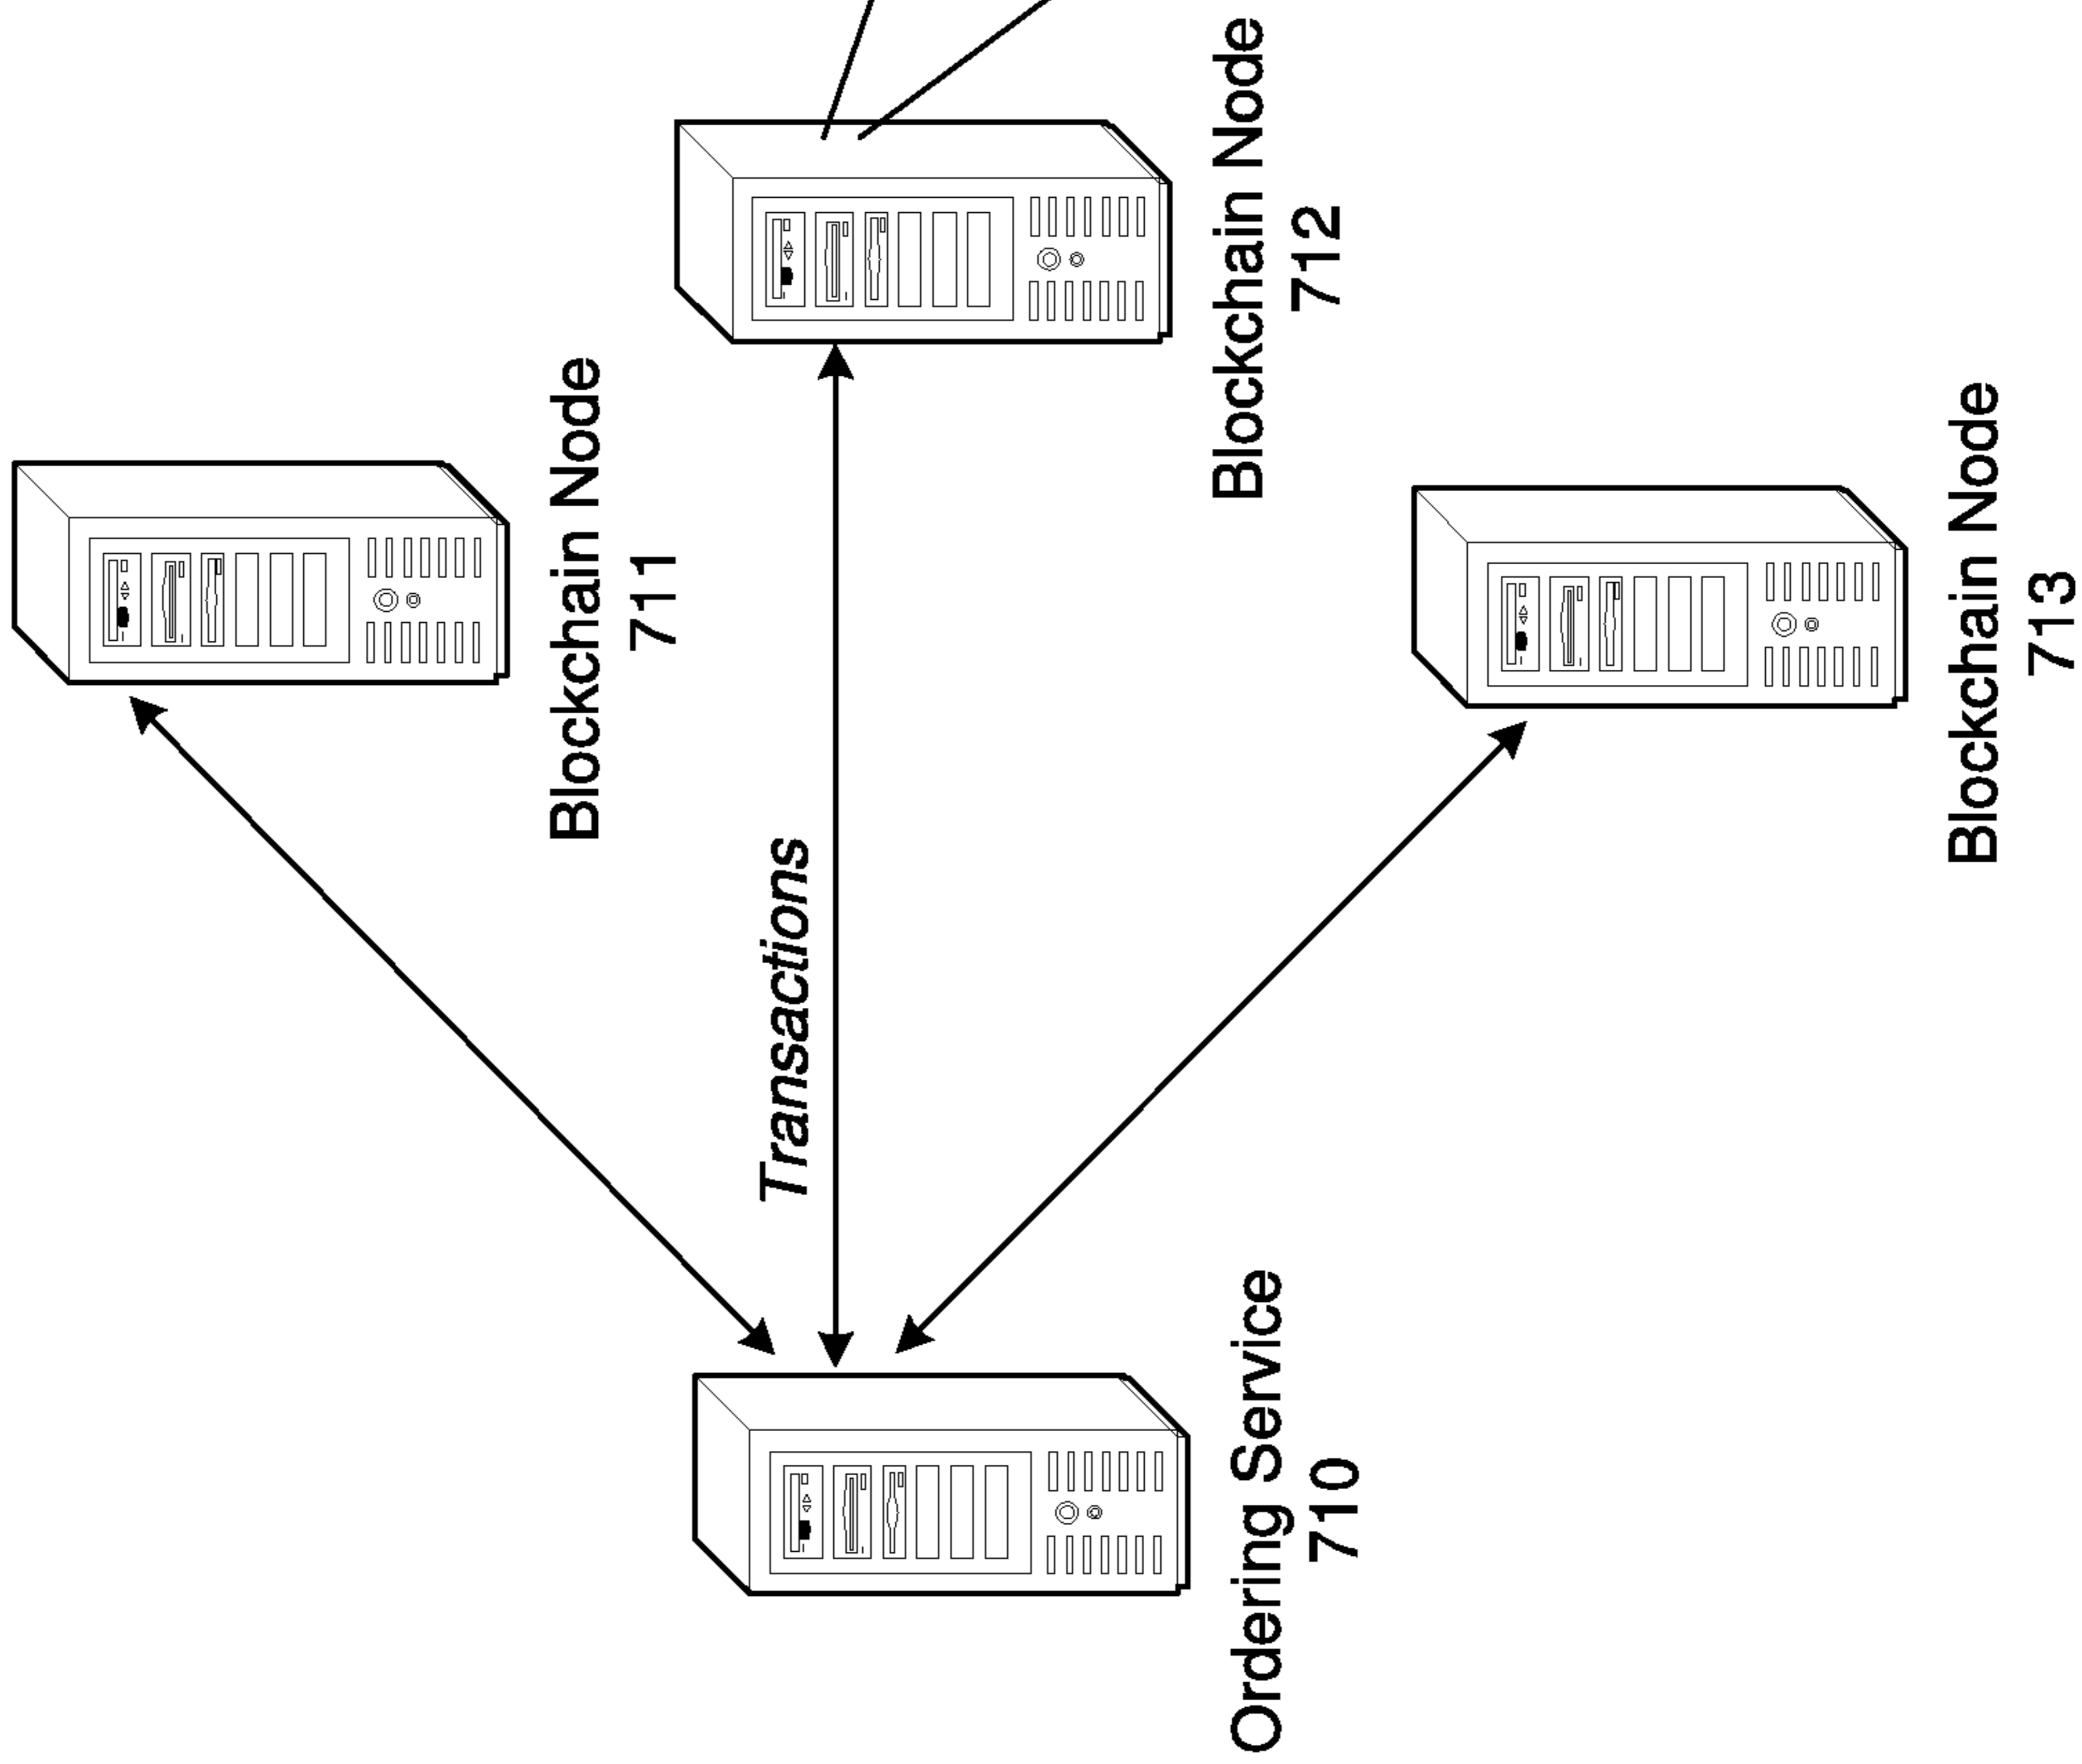 Blockchain Node
711
Transactions
Ordering Service
710
Blockchain Node
712
Blockchain Node
713